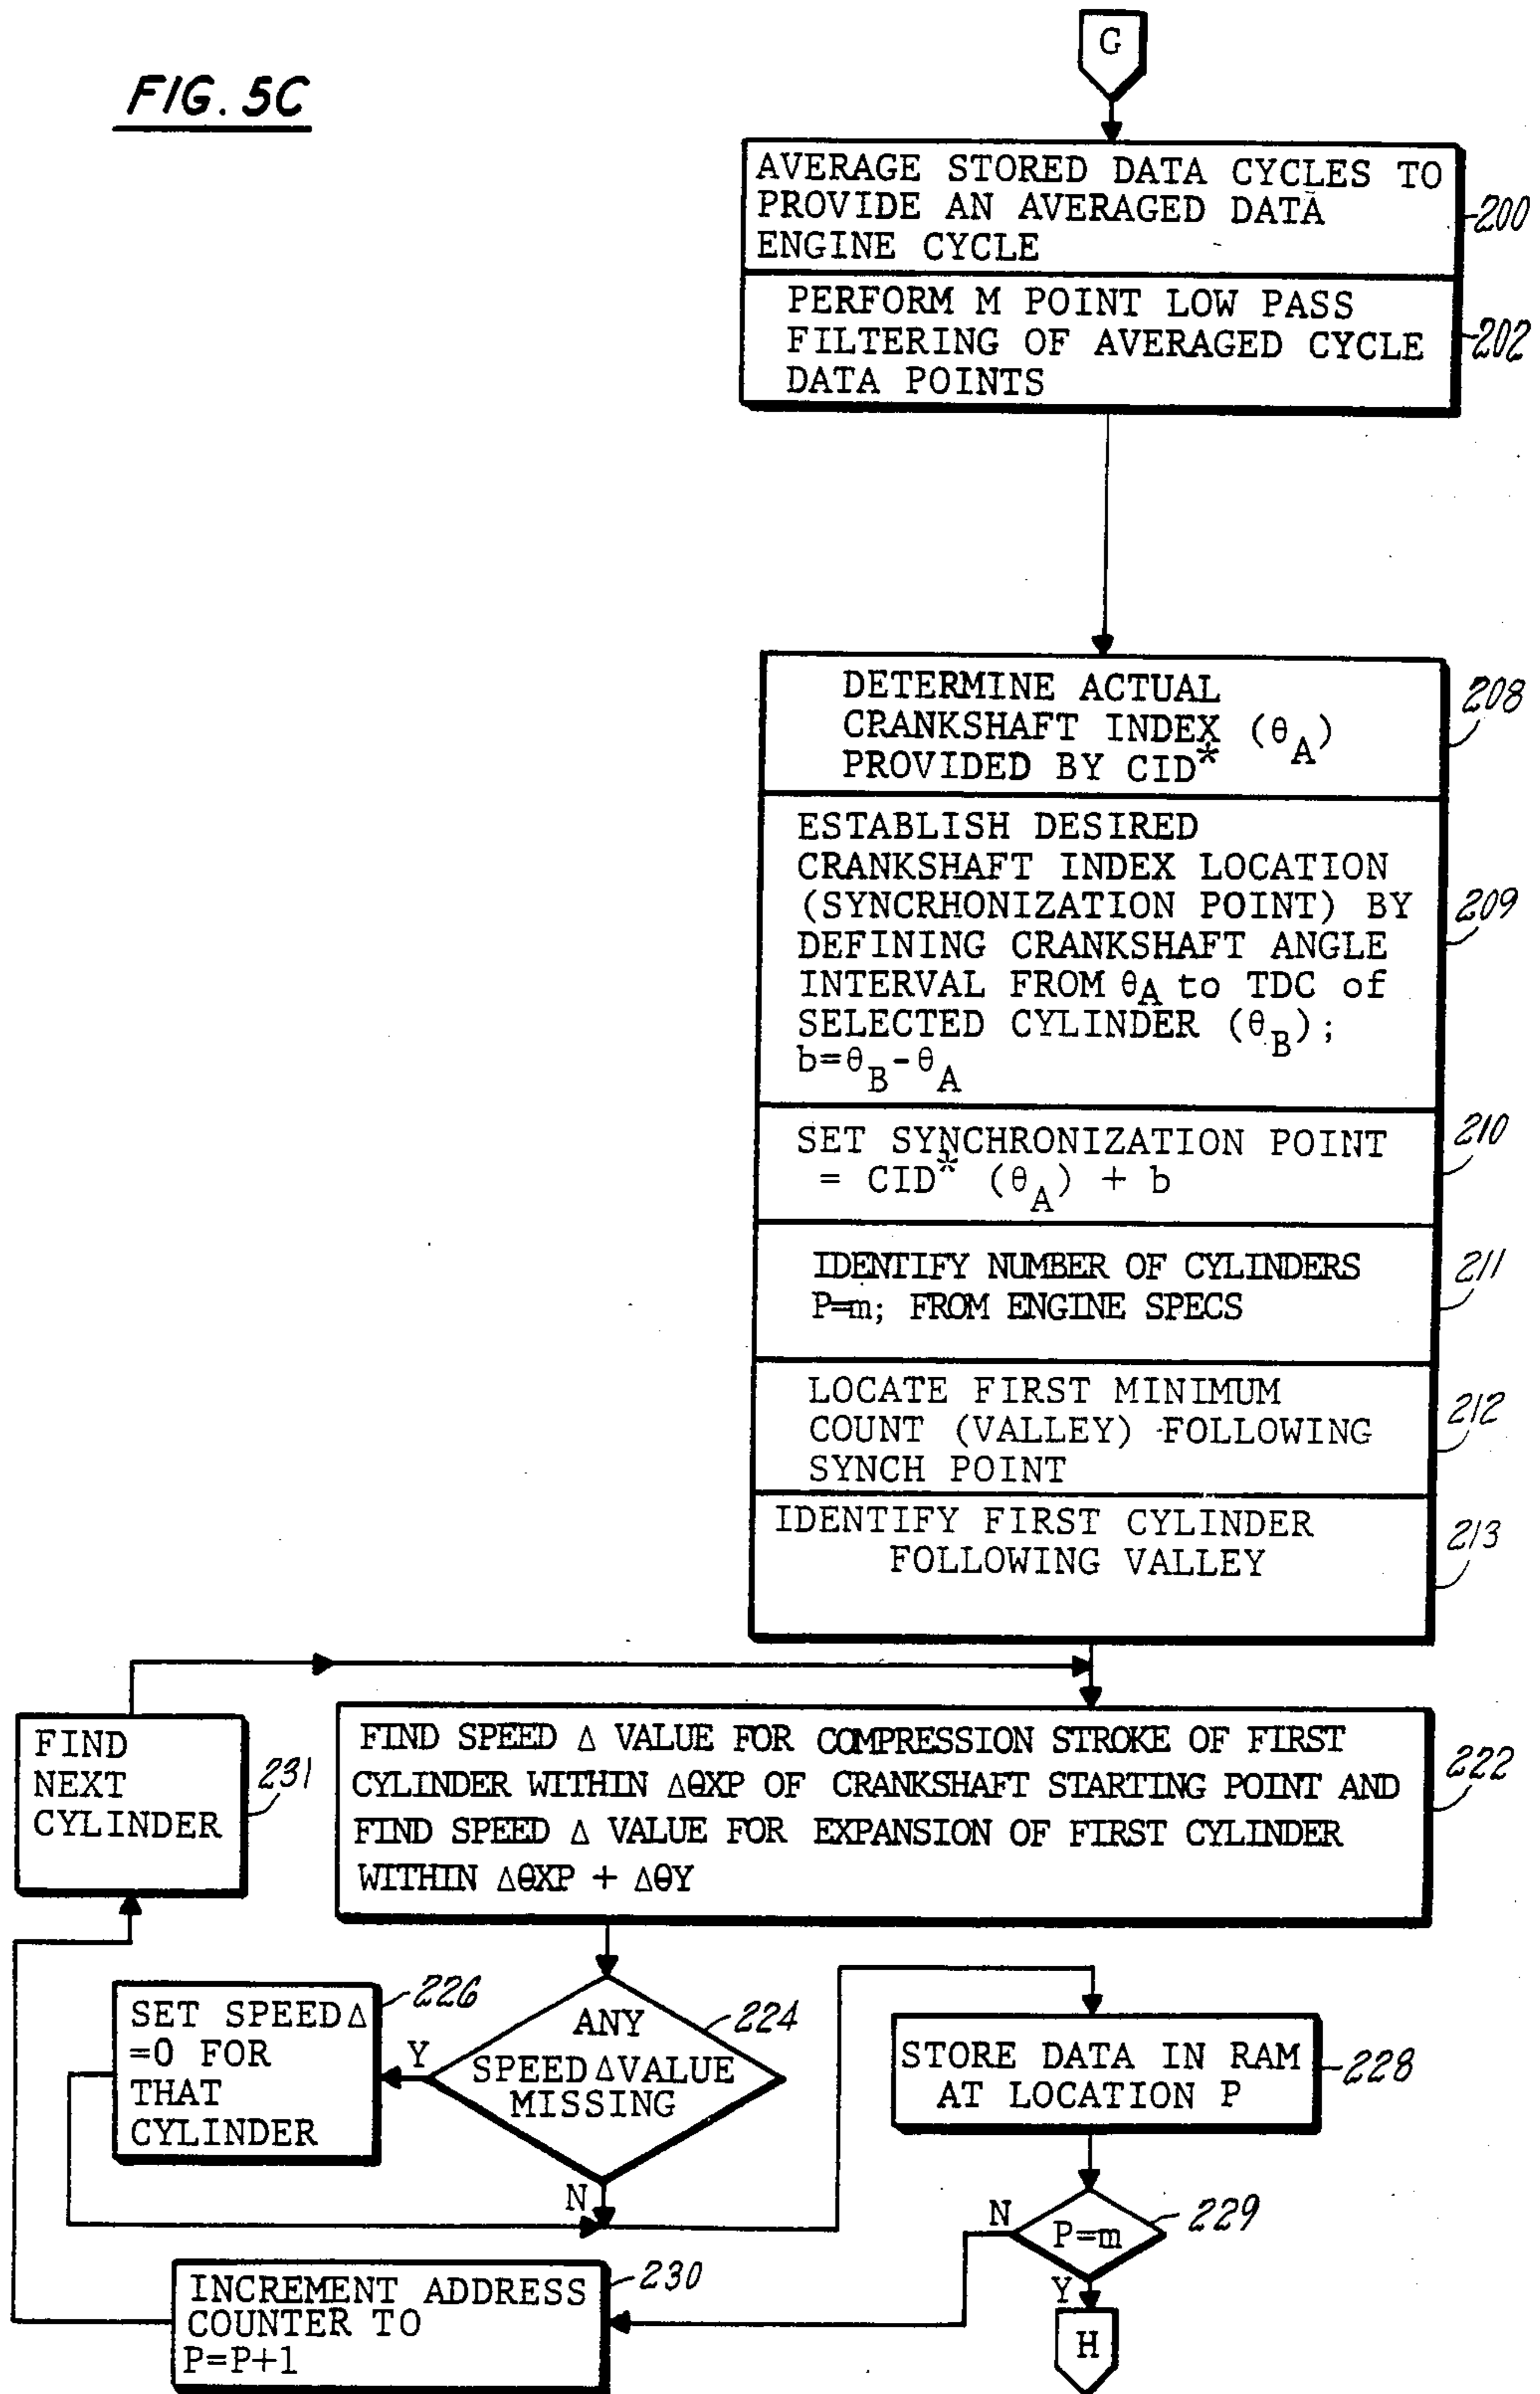 FIG. 5C
G
AVERAGE STORED DATA CYCLES TO
PROVIDE AN AVERAGED DATA
ENGINE CYCLE
200
PERFORM M POINT LOW PASS
FILTERING OF AVERAGED CYCLE
DATA POINTS
202
DETERMINE ACTUAL
CRANKSHAFT INDEX (θA)
PROVIDED BY CID*
208
ESTABLISH DESIRED
CRANKSHAFT INDEX LOCATION
(SYNCRHONIZATION POINT) BY
DEFINING CRANKSHAFT ANGLE
INTERVAL FROM θA to TDC of
SELECTED CYLINDER (θB);
b=θB-θA
209
SET SYNCHRONIZATION POINT
= CID* (θA) + b
210
IDENTIFY NUMBER OF CYLINDERS
P=m; FROM ENGINE SPECS
211
LOCATE FIRST MINIMUM
COUNT (VALLEY) FOLLOWING
SYNCH POINT
212
IDENTIFY FIRST CYLINDER
FOLLOWING VALLEY
213
FIND
NEXT
CYLINDER
231
FIND SPEED Δ VALUE FOR COMPRESSION STROKE OF FIRST
CYLINDER WITHIN ΔθXP OF CRANKSHAFT STARTING POINT AND
FIND SPEED Δ VALUE FOR EXPANSION OF FIRST CYLINDER
WITHIN ΔθXP + ΔθY
222
SET SPEED Δ
=0 FOR
THAT
CYLINDER
226
Y
ANY
SPEED Δ VALUE
MISSING
224
N
STORE DATA IN RAM
AT LOCATION P
228
N
P=m
229
Y
INCREMENT ADDRESS
COUNTER TO
P=P+1
230
H